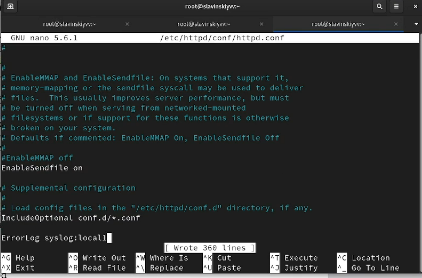 root@slavinskiyvv:~
root@slavinskiyvv:~ × root@slavinskiyvv:~ × root@slavinskiyvv:~ ×
GNU nano 5.6.1 /etc/httpd/conf/httpd.conf
#
#
# EnableMMAP and EnableSendfile: On systems that support it,
# memory-mapping or the sendfile syscall may be used to deliver
# files. This usually improves server performance, but must
# be turned off when serving from networked-mounted
# filesystems or if support for these functions is otherwise
# broken on your system.
# Defaults if commented: EnableMMAP On, EnableSendfile Off
#
#EnableMMAP off
EnableSendfile on
# Supplemental configuration
#
# Load config files in the "/etc/httpd/conf.d" directory, if any.
IncludeOptional conf.d/*.conf
ErrorLog syslog:local1
[ Wrote 360 lines ]
^G Help ^O Write Out ^W Where Is ^K Cut ^T Execute ^C Location
^X Exit ^R Read File ^\ Replace ^U Paste ^J Justify ^_ Go To Line